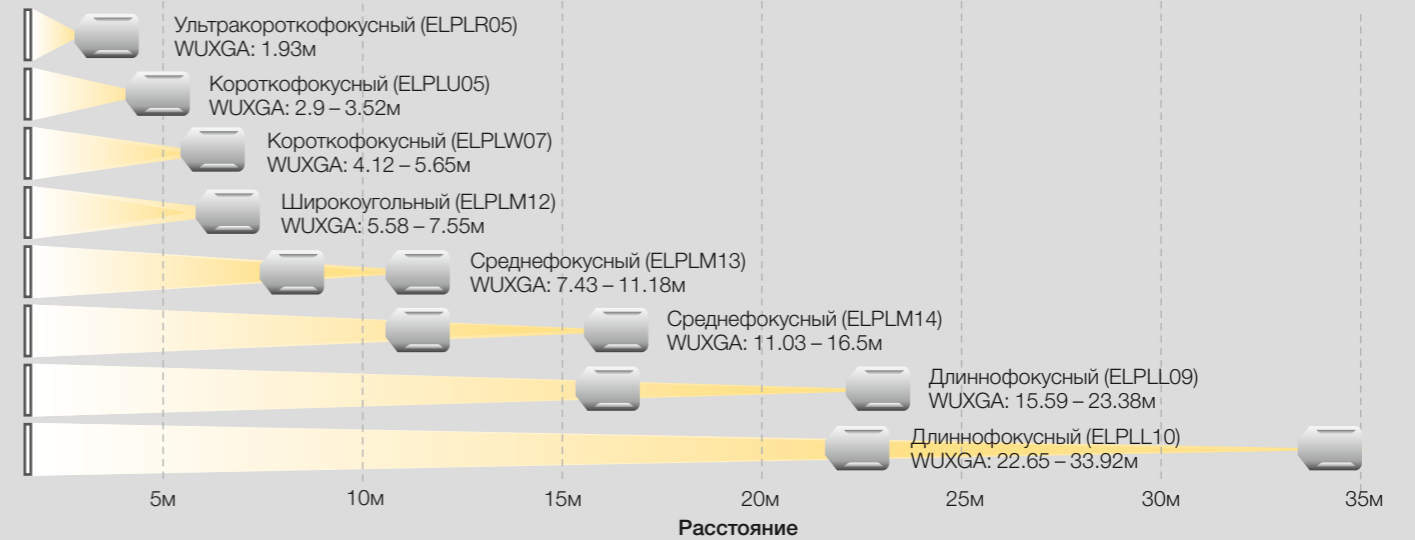 Ультракороткофокусный (ELPLR05)
WUXGA: 1.93м
Короткофокусный (ELPLU05)
WUXGA: 2.9 – 3.52м
Короткофокусный (ELPLW07)
WUXGA: 4.12 – 5.65м
Широкоугольный (ELPLM12)
WUXGA: 5.58 – 7.55м
Среднефокусный (ELPLM13)
WUXGA: 7.43 – 11.18м
Среднефокусный (ELPLM14)
WUXGA: 11.03 – 16.5м
Длиннофокусный (ELPLL09)
WUXGA: 15.59 – 23.38м
Длиннофокусный (ELPLL10)
WUXGA: 22.65 – 33.92м
5м 10м 15м 20м 25м 30м 35м
Расстояние